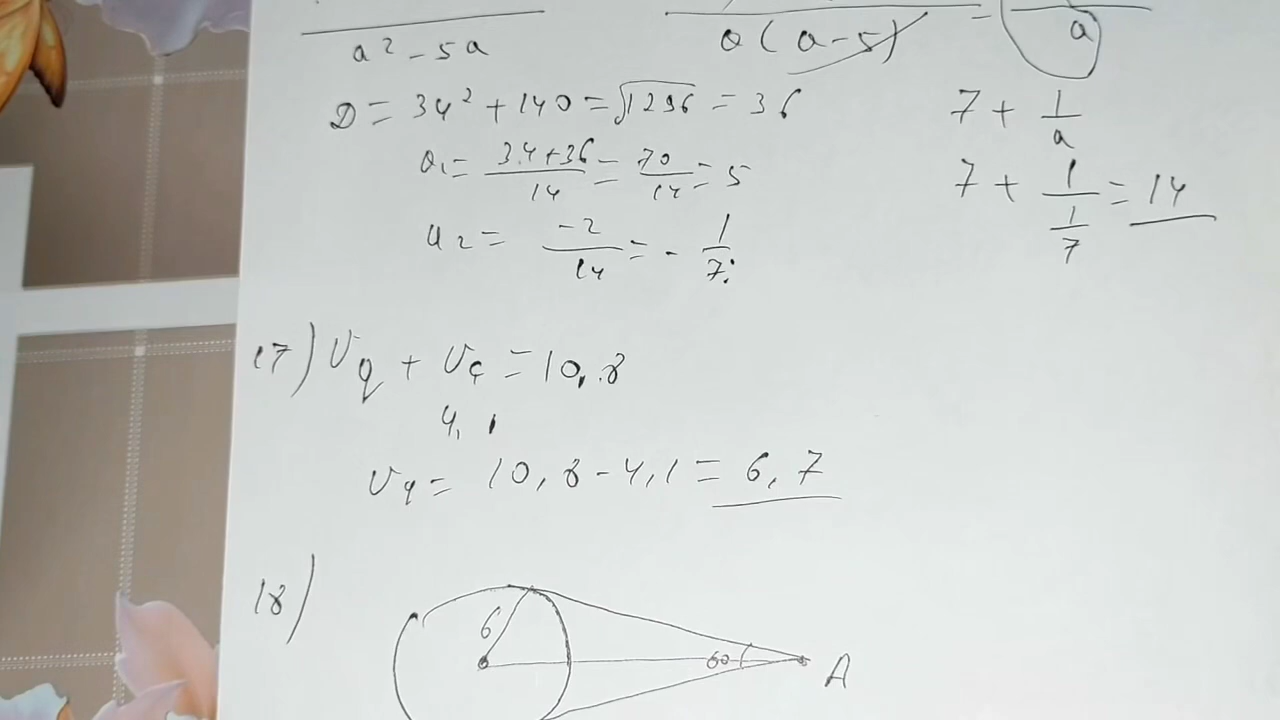 a² - 5a
a(a-5) = a
D = 34² + 140 = √1296 = 36
7 + 1/a
a₁ = 34+36/14 = 70/14 = 5
7 + 1/(1/7) = 14
a₂ = -2/14 = - 1/7
17) Vq + Vς = 10,8
4,1
Vς = 10,8 - 4,1 = 6,7
18)
6
60
A